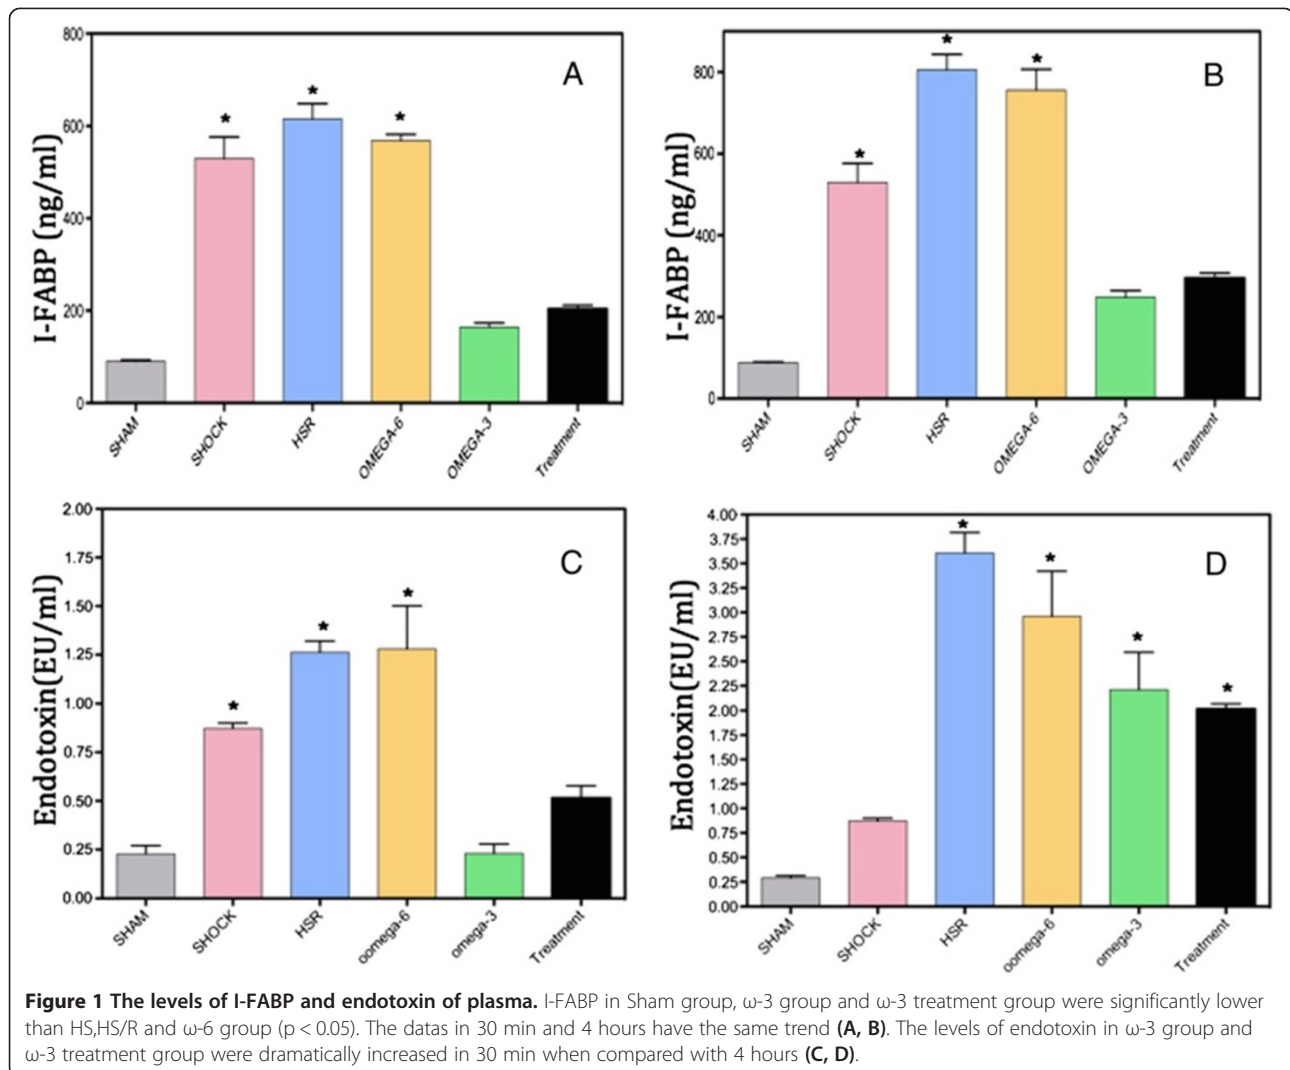 A
I-FABP (ng/ml)
800
600
400
200
0
SHAM
SHOCK
HSR
OMEGA-6
OMEGA-3
Treatment
*
*
*
B
I-FABP (ng/ml)
800
600
400
200
0
SHAM
SHOCK
HSR
OMEGA-6
OMEGA-3
Treatment
*
*
*
C
Endotoxin(EU/ml)
2.00
1.75
1.50
1.25
1.00
0.75
0.50
0.25
0.00
SHAM
SHOCK
HSR
oomega-6
omega-3
Treatment
*
*
*
D
Endotoxin(EU/ml)
4.00
3.75
3.50
3.25
3.00
2.75
2.50
2.25
2.00
1.75
1.50
1.25
1.00
0.75
0.50
0.25
0.00
SHAM
SHOCK
HSR
oomega-6
omega-3
Treatment
*
*
*
*
Figure 1 The levels of I-FABP and endotoxin of plasma. I-FABP in Sham group, ω-3 group and ω-3 treatment group were significantly lower
than HS,HS/R and ω-6 group (p < 0.05). The datas in 30 min and 4 hours have the same trend (A, B). The levels of endotoxin in ω-3 group and
ω-3 treatment group were dramatically increased in 30 min when compared with 4 hours (C, D).